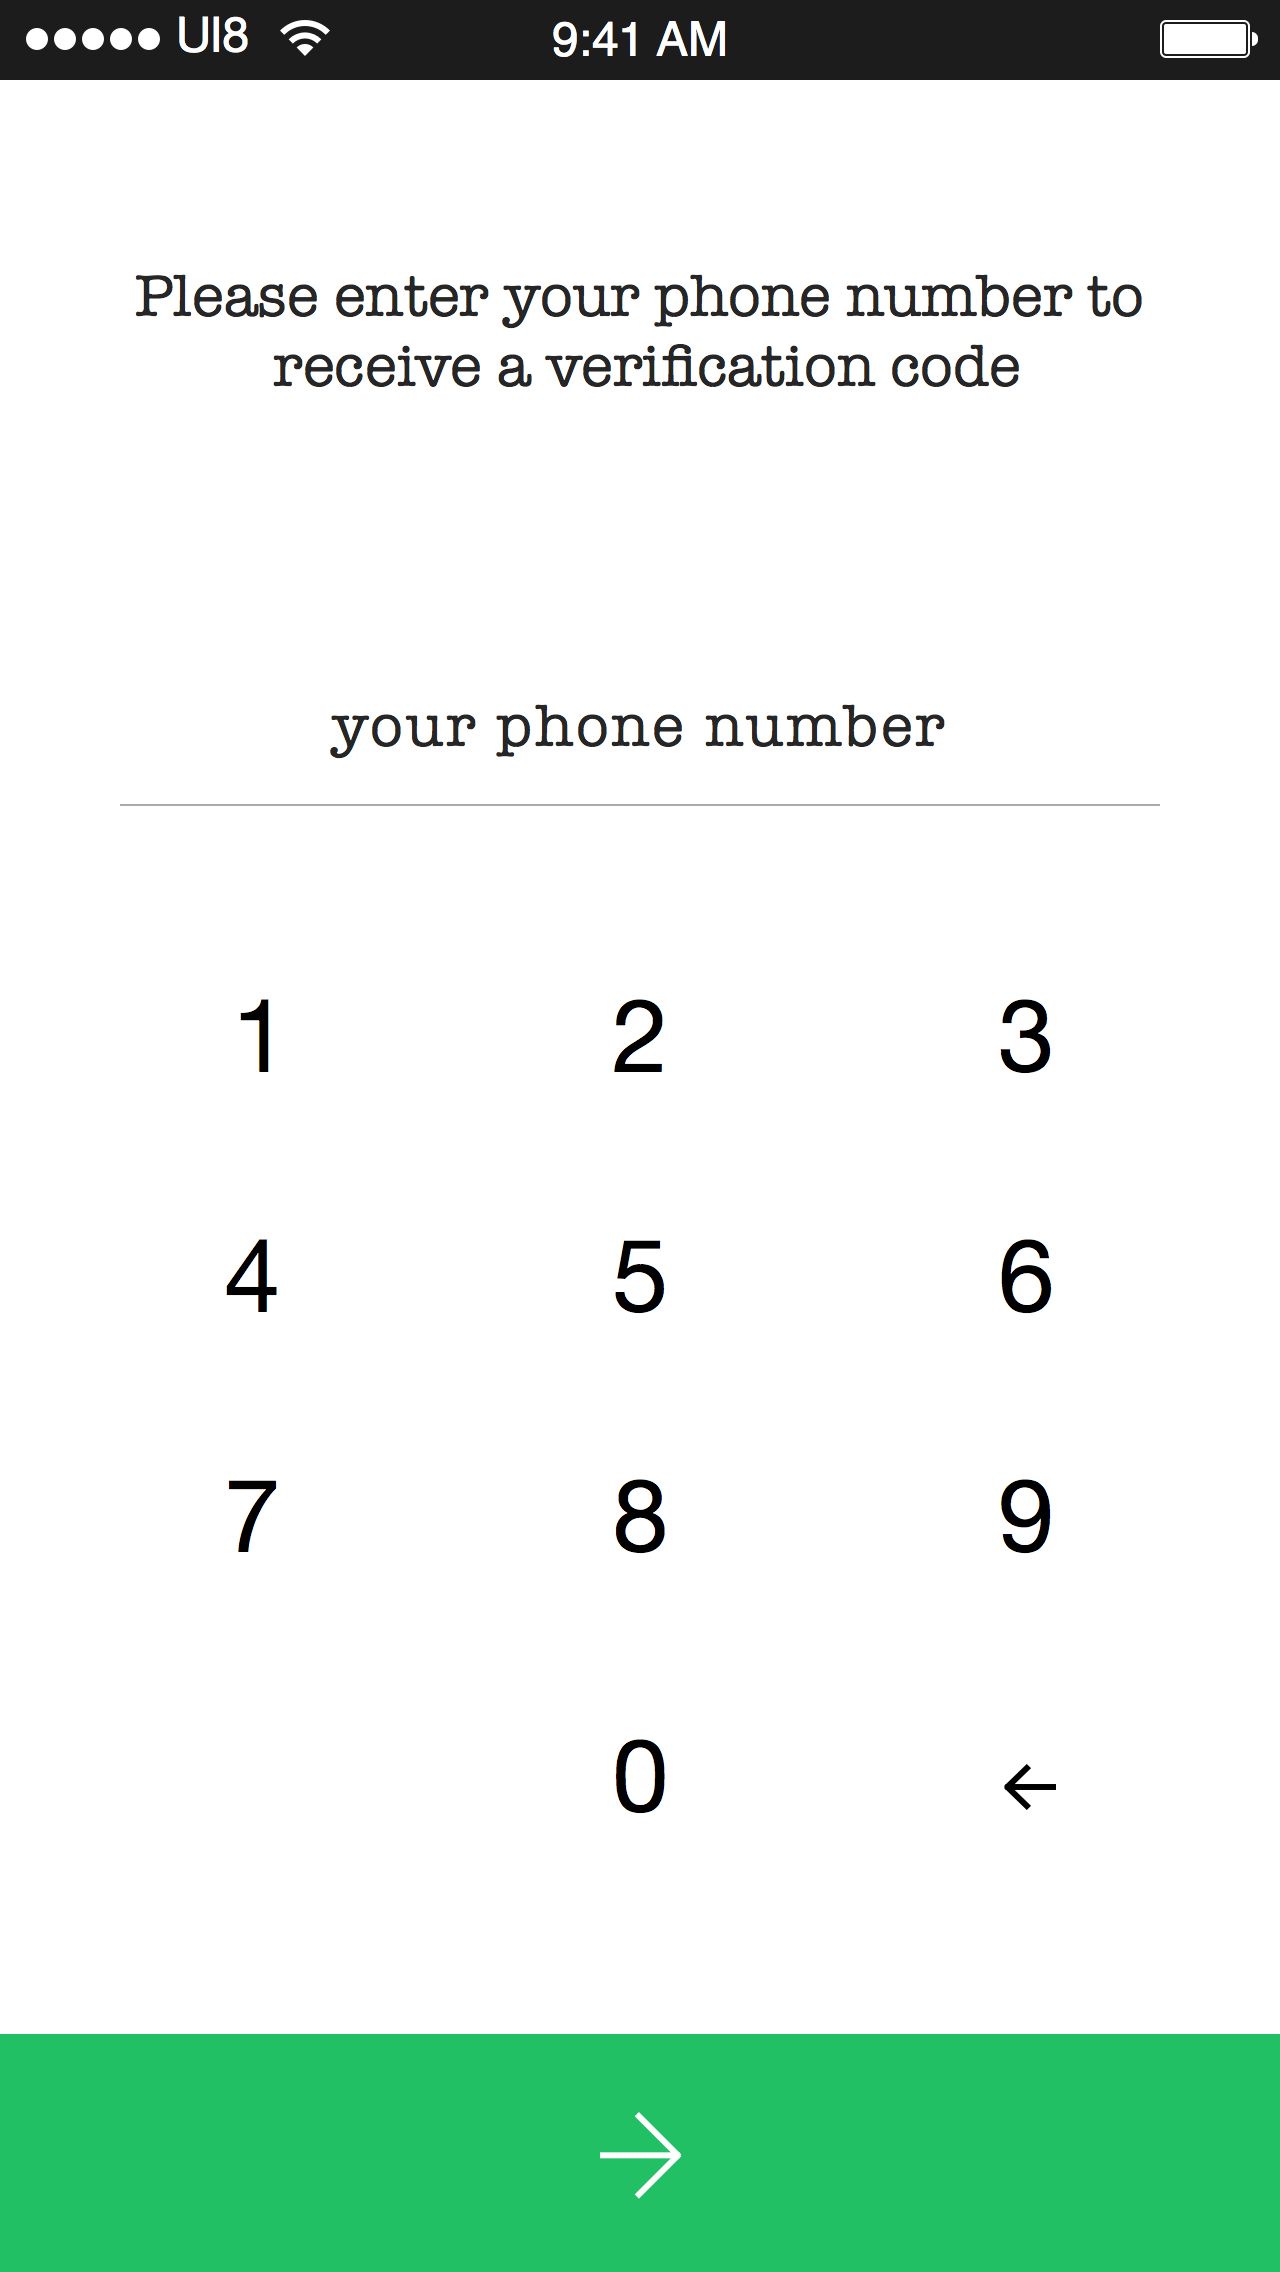 UI8 9:41 AM
Please enter your phone number to
receive a verification code
your phone number
1 2 3
4 5 6
7 8 9
0